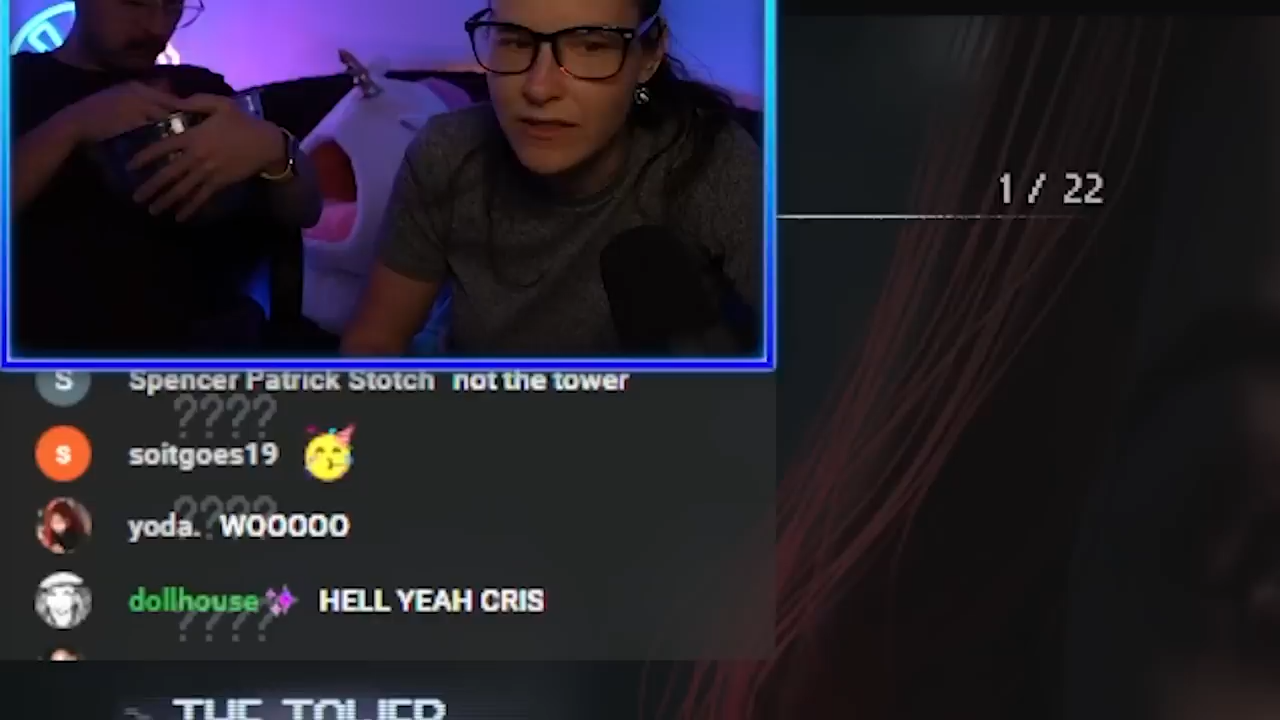 1 / 22
S Spencer Patrick Stotch not the tower
????
s soitgoes19 🥳
????
yoda. WOOOOO
dollhouse HELL YEAH CRIS
????
THE TOWER